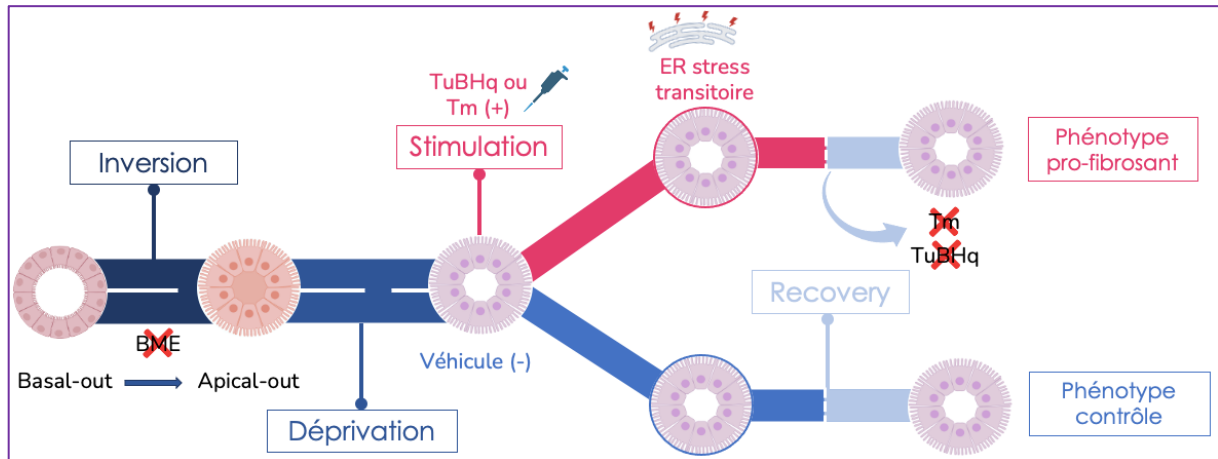 Inversion
BME
Basal-out
Apical-out
Déprivation
TuBHq ou
Tm (+)
Stimulation
Véhicule (-)
ER stress
transitoire
Tm
TuBHq
Recovery
Phénotype
pro-fibrosant
Phénotype
contrôle